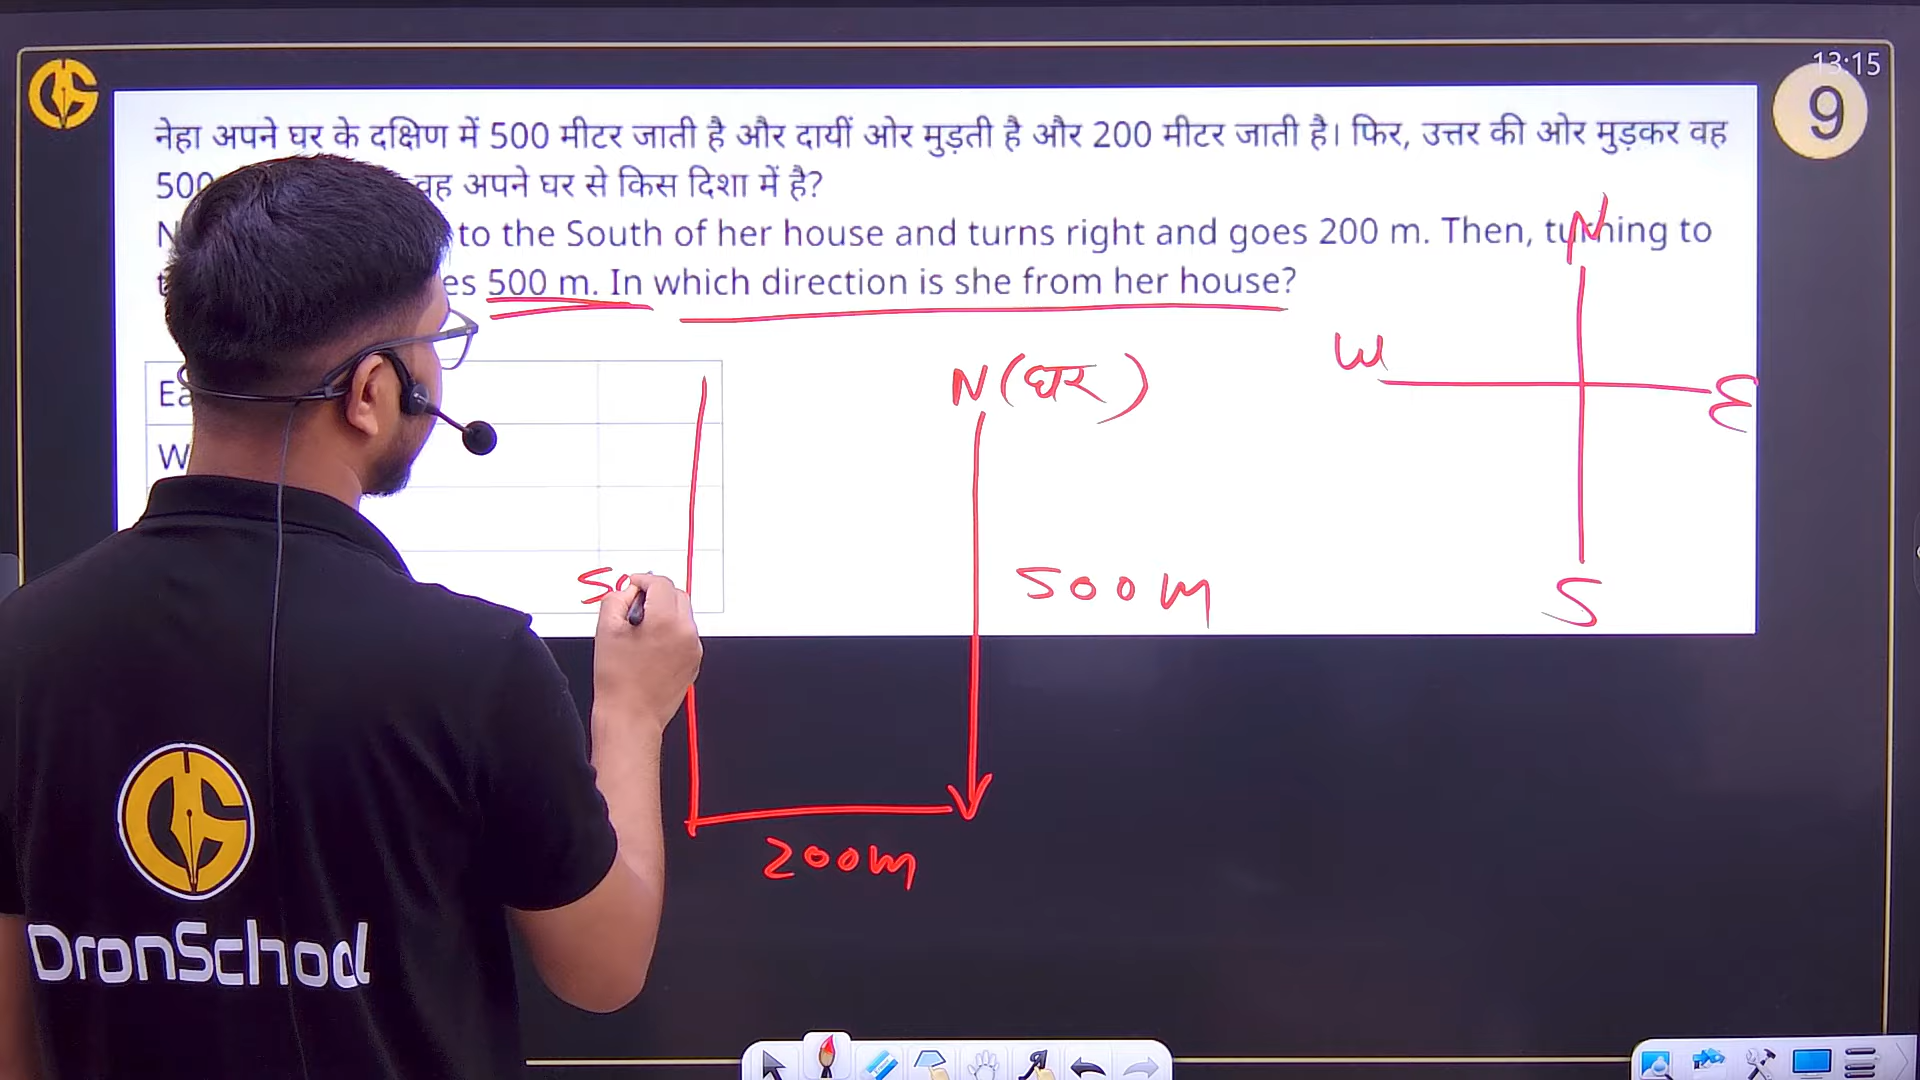 13:15
9
नेहा अपने घर के दक्षिण में 500 मीटर जाती है और दायीं ओर मुड़ती है और 200 मीटर जाती है। फिर, उत्तर की ओर मुड़कर वह
500 वह अपने घर से किस दिशा में है?
N to the South of her house and turns right and goes 200 m. Then, turning to
t es 500 m. In which direction is she from her house?
N
W
E
S
N (घर)
Ea
W
500m
50
200m
DronSchool